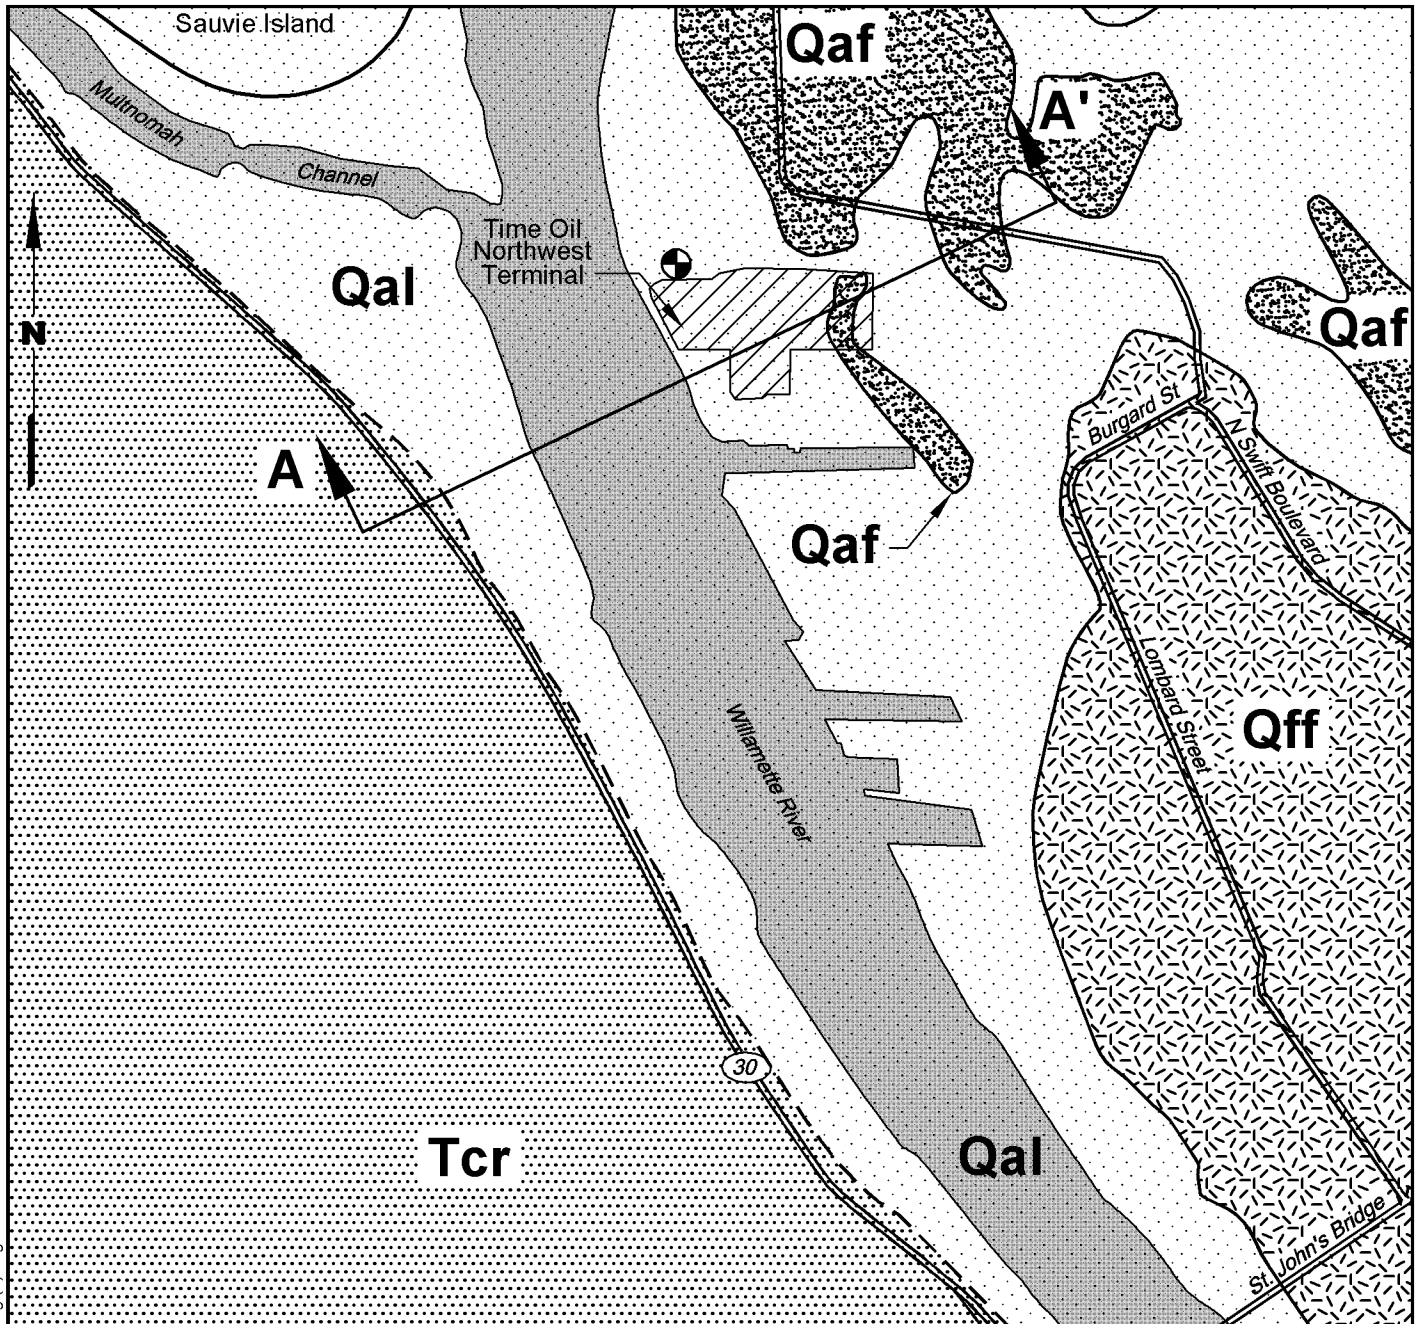 Sauvie Island
Qaf
A'
Multnomah
Channel
Time Oil
Northwest
Terminal
Qal
N
Qaf
Burgard St
N Swift Boulevard
A
Qaf
Lombard Street
Willamette River
Qff
30
Tcr
Qal
St. John's Bridge